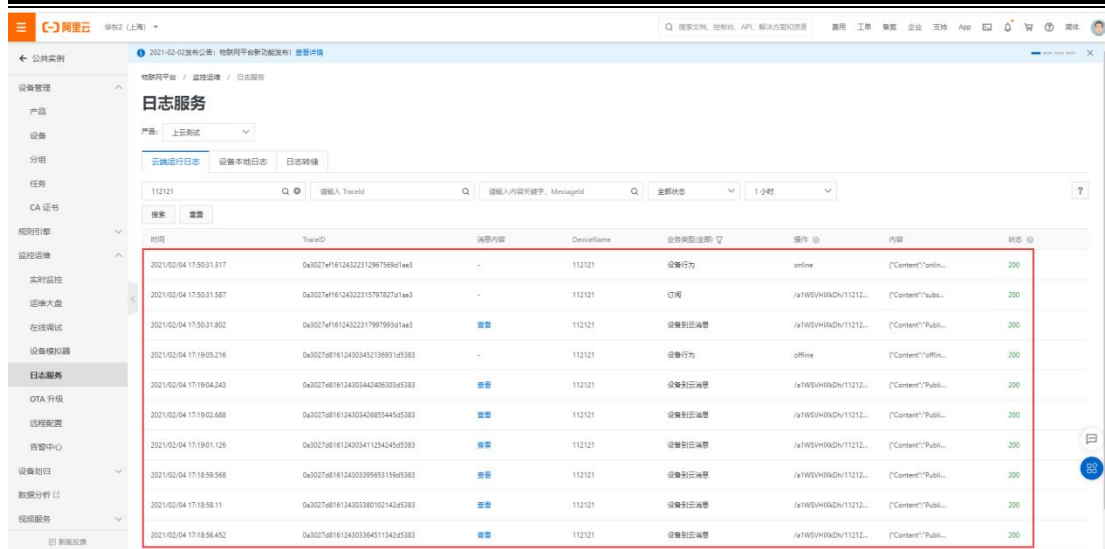 阿里云 华东2（上海） 搜索文档、控制台、API、解决方案和资源 费用 工单 备案 企业 支持 App 简体
公共实例
2021-02-02发布公告：物联网平台新功能发布！查看详情
物联网平台 / 监控运维 / 日志服务
设备管理
日志服务
产品
产品： 上云测试
设备
分组
云端运行日志 设备本地日志 日志转储
任务
112121 请输入 TraceId 请输入内容关键字、MessageId 全部状态 1 小时 ?
CA 证书
搜索 重置
规则引擎
时间 TraceID 消息内容 DeviceName 业务类型(全部) 操作 内容 状态
监控运维
2021/02/04 17:50:31.317 0a3027ef16124322312967569d1ae3 - 112121 设备行为 online {"Content":"onlin... 200
实时监控
2021/02/04 17:50:31.587 0a3027ef16124322315797827d1ae3 - 112121 订阅 /a1WSVHIXkDh/11212... {"Content":"subs... 200
运维大盘
在线调试
2021/02/04 17:50:31.802 0a3027ef16124322317997993d1ae3 查看 112121 设备到云消息 /a1WSVHIXkDh/11212... {"Content":"Publi... 200
设备模拟器
2021/02/04 17:19:05.216 0a3027d816124303452136931d5383 - 112121 设备行为 offline {"Content":"offlin... 200
日志服务
2021/02/04 17:19:04.243 0a3027d816124303442406303d5383 查看 112121 设备到云消息 /a1WSVHIXkDh/11212... {"Content":"Publi... 200
OTA 升级
2021/02/04 17:19:02.688 0a3027d816124303426855445d5383 查看 112121 设备到云消息 /a1WSVHIXkDh/11212... {"Content":"Publi... 200
远程配置
告警中心
2021/02/04 17:19:01.126 0a3027d816124303411254245d5383 查看 112121 设备到云消息 /a1WSVHIXkDh/11212... {"Content":"Publi... 200
设备划归
2021/02/04 17:18:59.568 0a3027d816124303395653159d5383 查看 112121 设备到云消息 /a1WSVHIXkDh/11212... {"Content":"Publi... 200
数据分析
2021/02/04 17:18:58.11 0a3027d816124303380102142d5383 查看 112121 设备到云消息 /a1WSVHIXkDh/11212... {"Content":"Publi... 200
视频服务
2021/02/04 17:18:56.452 0a3027d816124303364511342d5383 查看 112121 设备到云消息 /a1WSVHIXkDh/11212... {"Content":"Publi... 200
新版反馈